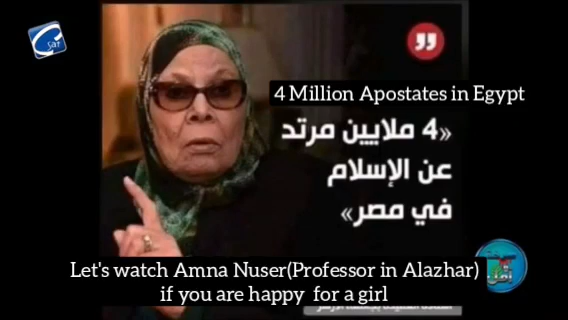 C
sat
4 Million Apostates in Egypt
«4 ملايين مرتد
عن الإسلام
في مصر»
Let's watch Amna Nuser(Professor in Alazhar)
if you are happy for a girl